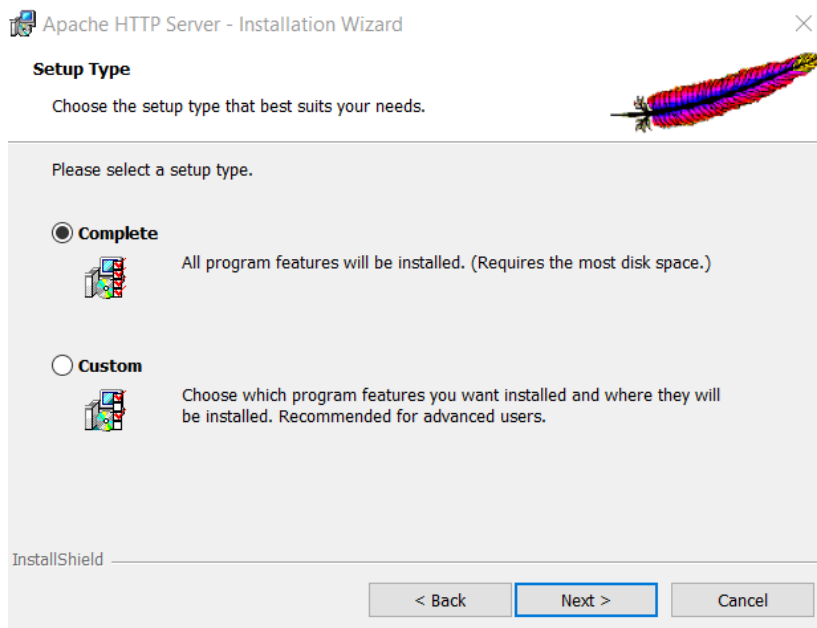 Apache HTTP Server - Installation Wizard
Setup Type
Choose the setup type that best suits your needs.
Please select a setup type.
Complete
All program features will be installed. (Requires the most disk space.)
Custom
Choose which program features you want installed and where they will
be installed. Recommended for advanced users.
InstallShield
< Back
Next >
Cancel